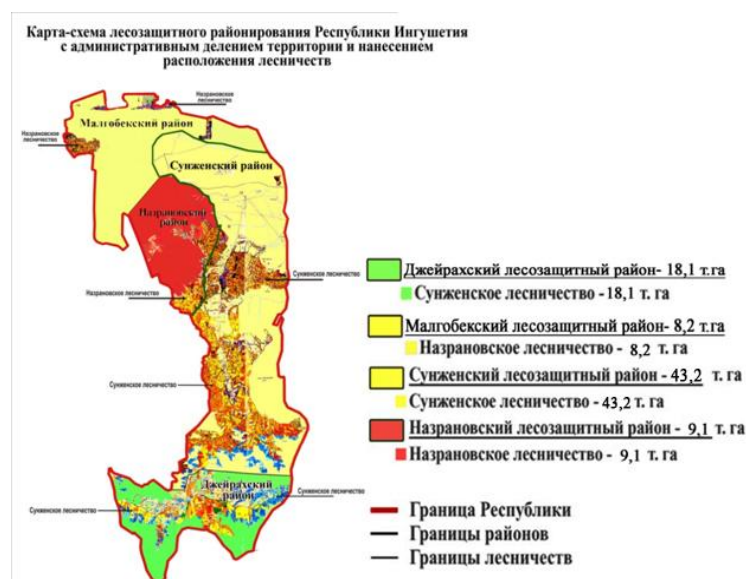 Карта-схема лесозащитного районирования Республики Ингушетия
с административным делением территории и нанесением
расположения лесничеств
Назрановское лесничество
Малгобекский район
Назрановское
лесничество
Сунженский район
Назрановский
район
Сунженское лесничество
Назрановское лесничество
Сунженское лесничество
Джейрахский
район
Сунженское лесничество
Сунженское лесничество
Джейрахский лесозащитный район- 18,1 т.га
Сунженское лесничество - 18,1 т. га
Малгобекский лесозащитный район- 8,2 т.га
Назрановское лесничество - 8,2 т. га
Сунженский лесозащитный район - 43,2 т.га
Сунженское лесничество - 43,2 т. га
Назрановский лесозащитный район - 9,1 т.га
Назрановское лесничество - 9,1 т. га
Граница Республики
Границы районов
Границы лесничеств